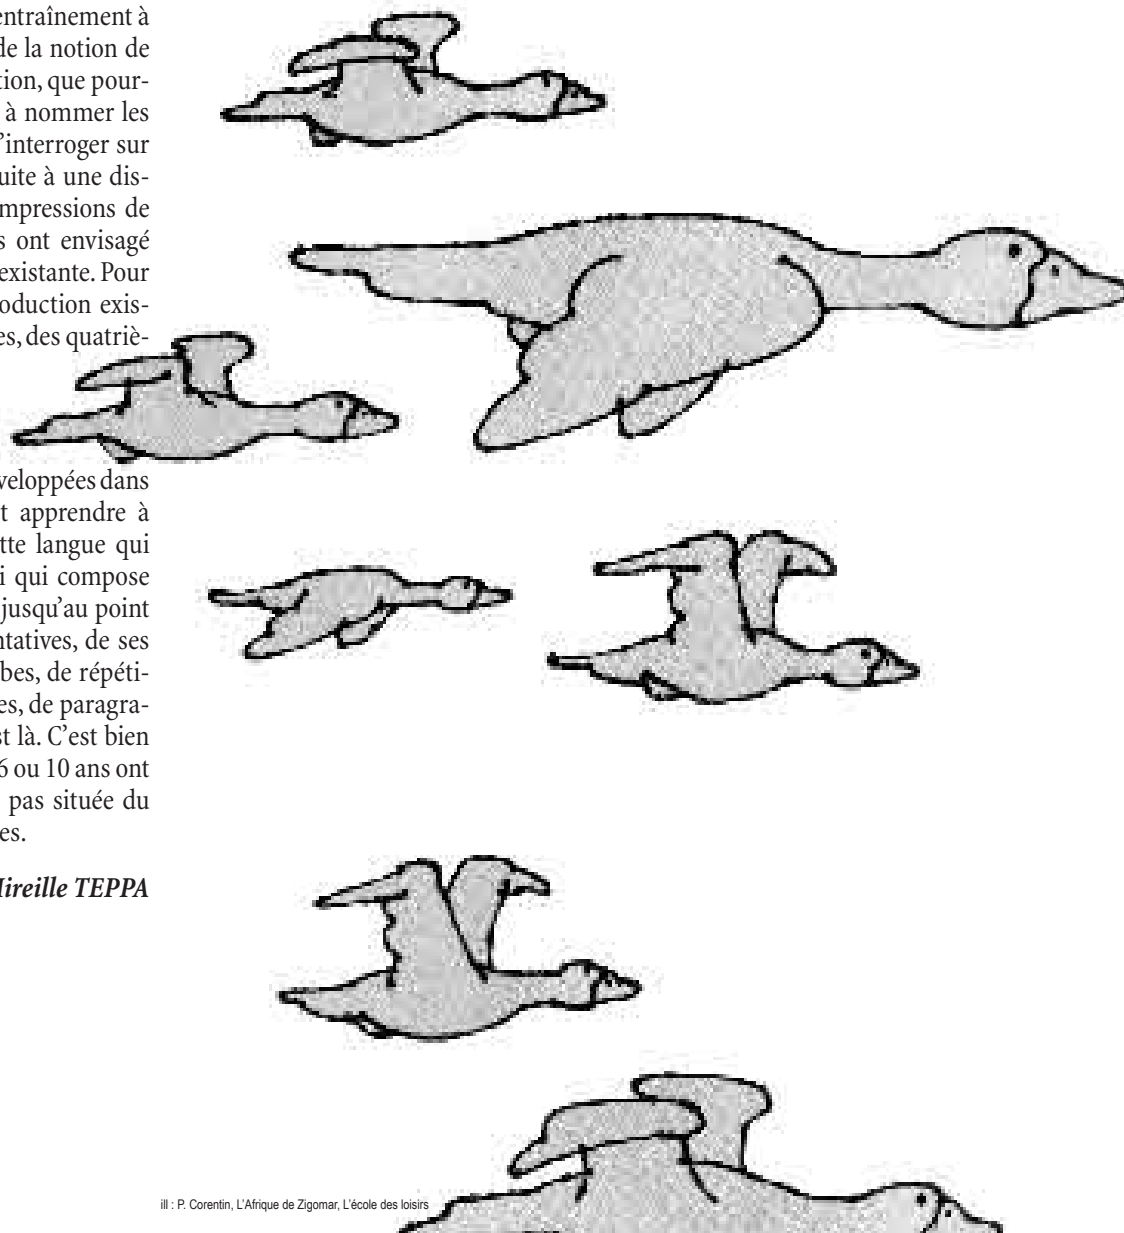 entraînement à
de la notion de
tion, que pour-
à nommer les
'interroger sur
uite à une dis-
mpressions de
s ont envisagé
existante. Pour
oduction exis-
es, des quatriè-
veloppées dans
t apprendre à
tte langue qui
i qui compose
jusqu'au point
ntatives, de ses
bes, de répéti-
es, de paragra-
st là. C'est bien
6 ou 10 ans ont
pas située du
es.
Mireille TEPPA
ill : P. Corentin, L'Afrique de Zigomar, L'école des loisirs